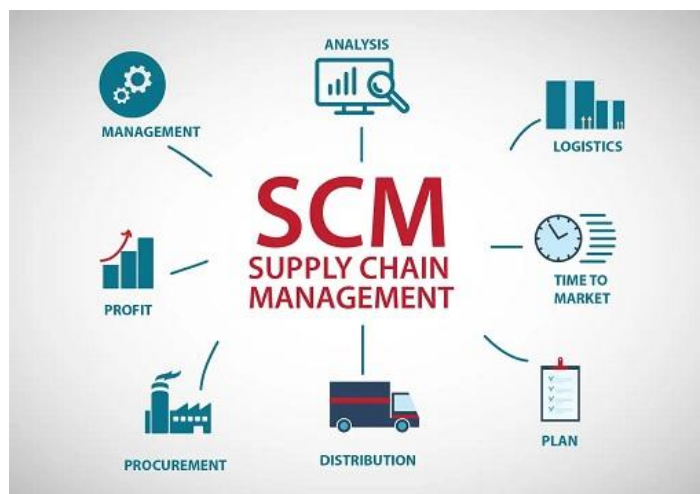 ANALYSIS
MANAGEMENT
LOGISTICS
SCM
SUPPLY CHAIN
MANAGEMENT
TIME TO
MARKET
PROFIT
PLAN
PROCUREMENT
DISTRIBUTION